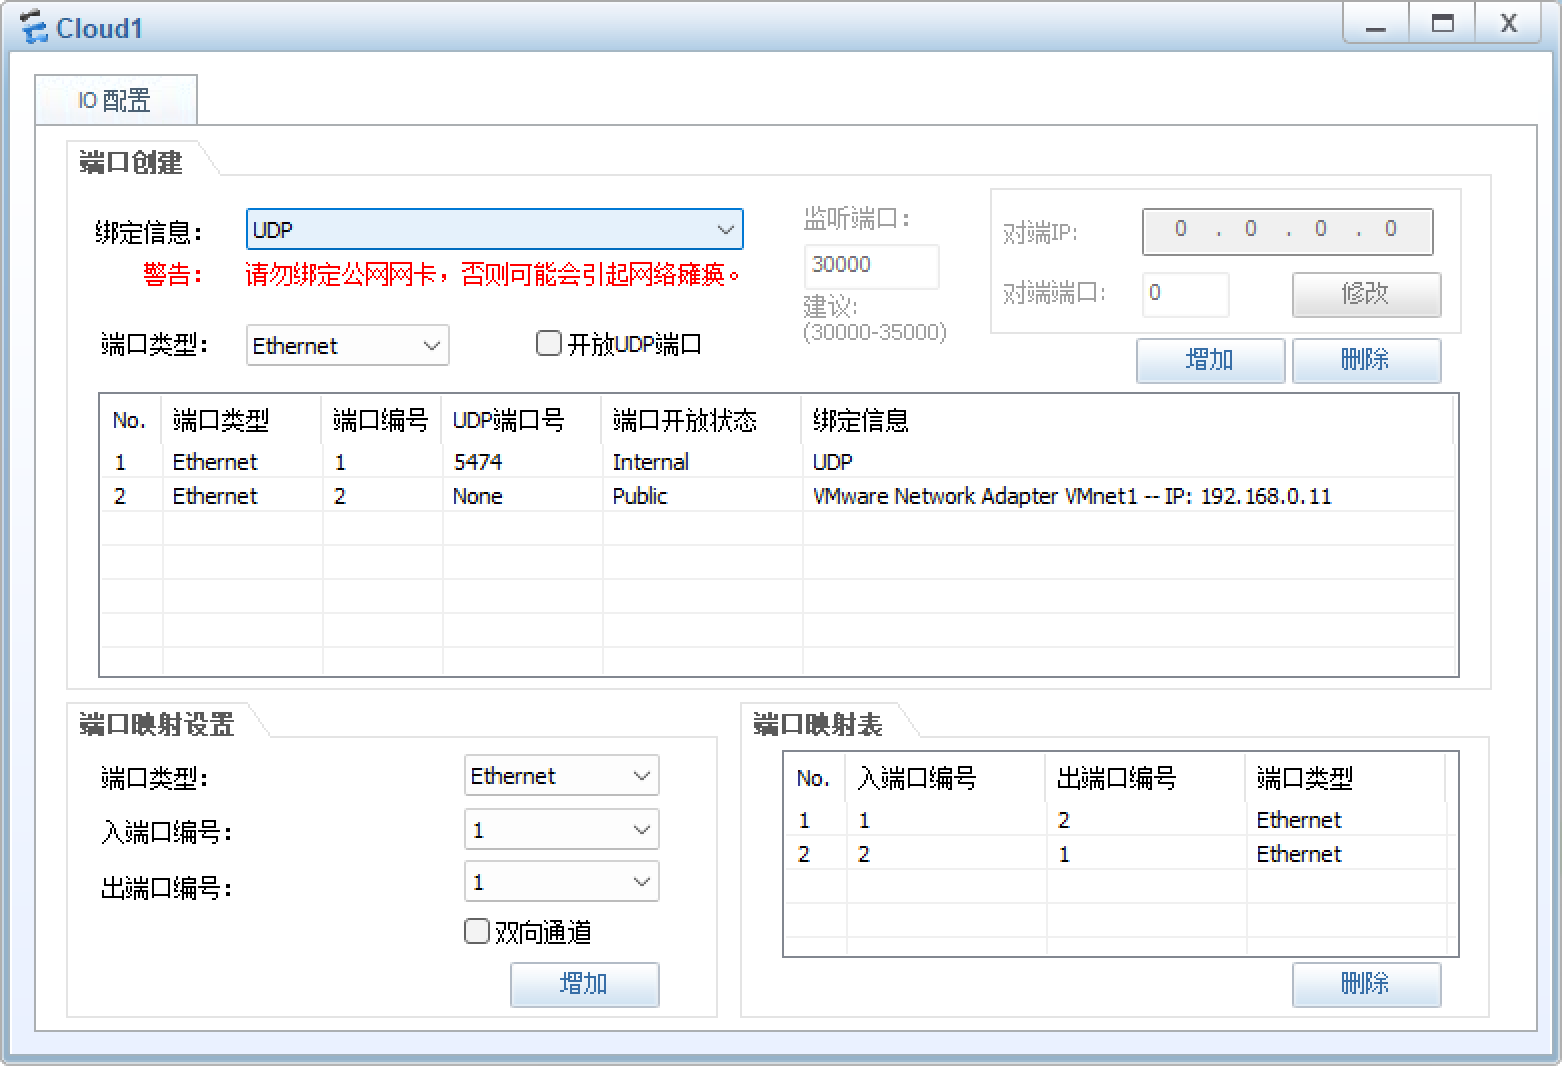 Cloud1
IO 配置
端口创建
绑定信息: UDP
警告: 请勿绑定公网网卡，否则可能会引起网络瘫痪。
端口类型: Ethernet
开放UDP端口
监听端口:
30000
建议:
(30000-35000)
对端IP: 0 . 0 . 0 . 0
对端端口: 0 修改
增加 删除
No. 端口类型 端口编号 UDP端口号 端口开放状态 绑定信息
1 Ethernet 1 5474 Internal UDP
2 Ethernet 2 None Public VMware Network Adapter VMnet1 -- IP: 192.168.0.11
端口映射设置
端口类型: Ethernet
入端口编号: 1
出端口编号: 1
双向通道
增加
端口映射表
No. 入端口编号 出端口编号 端口类型
1 1 2 Ethernet
2 2 1 Ethernet
删除